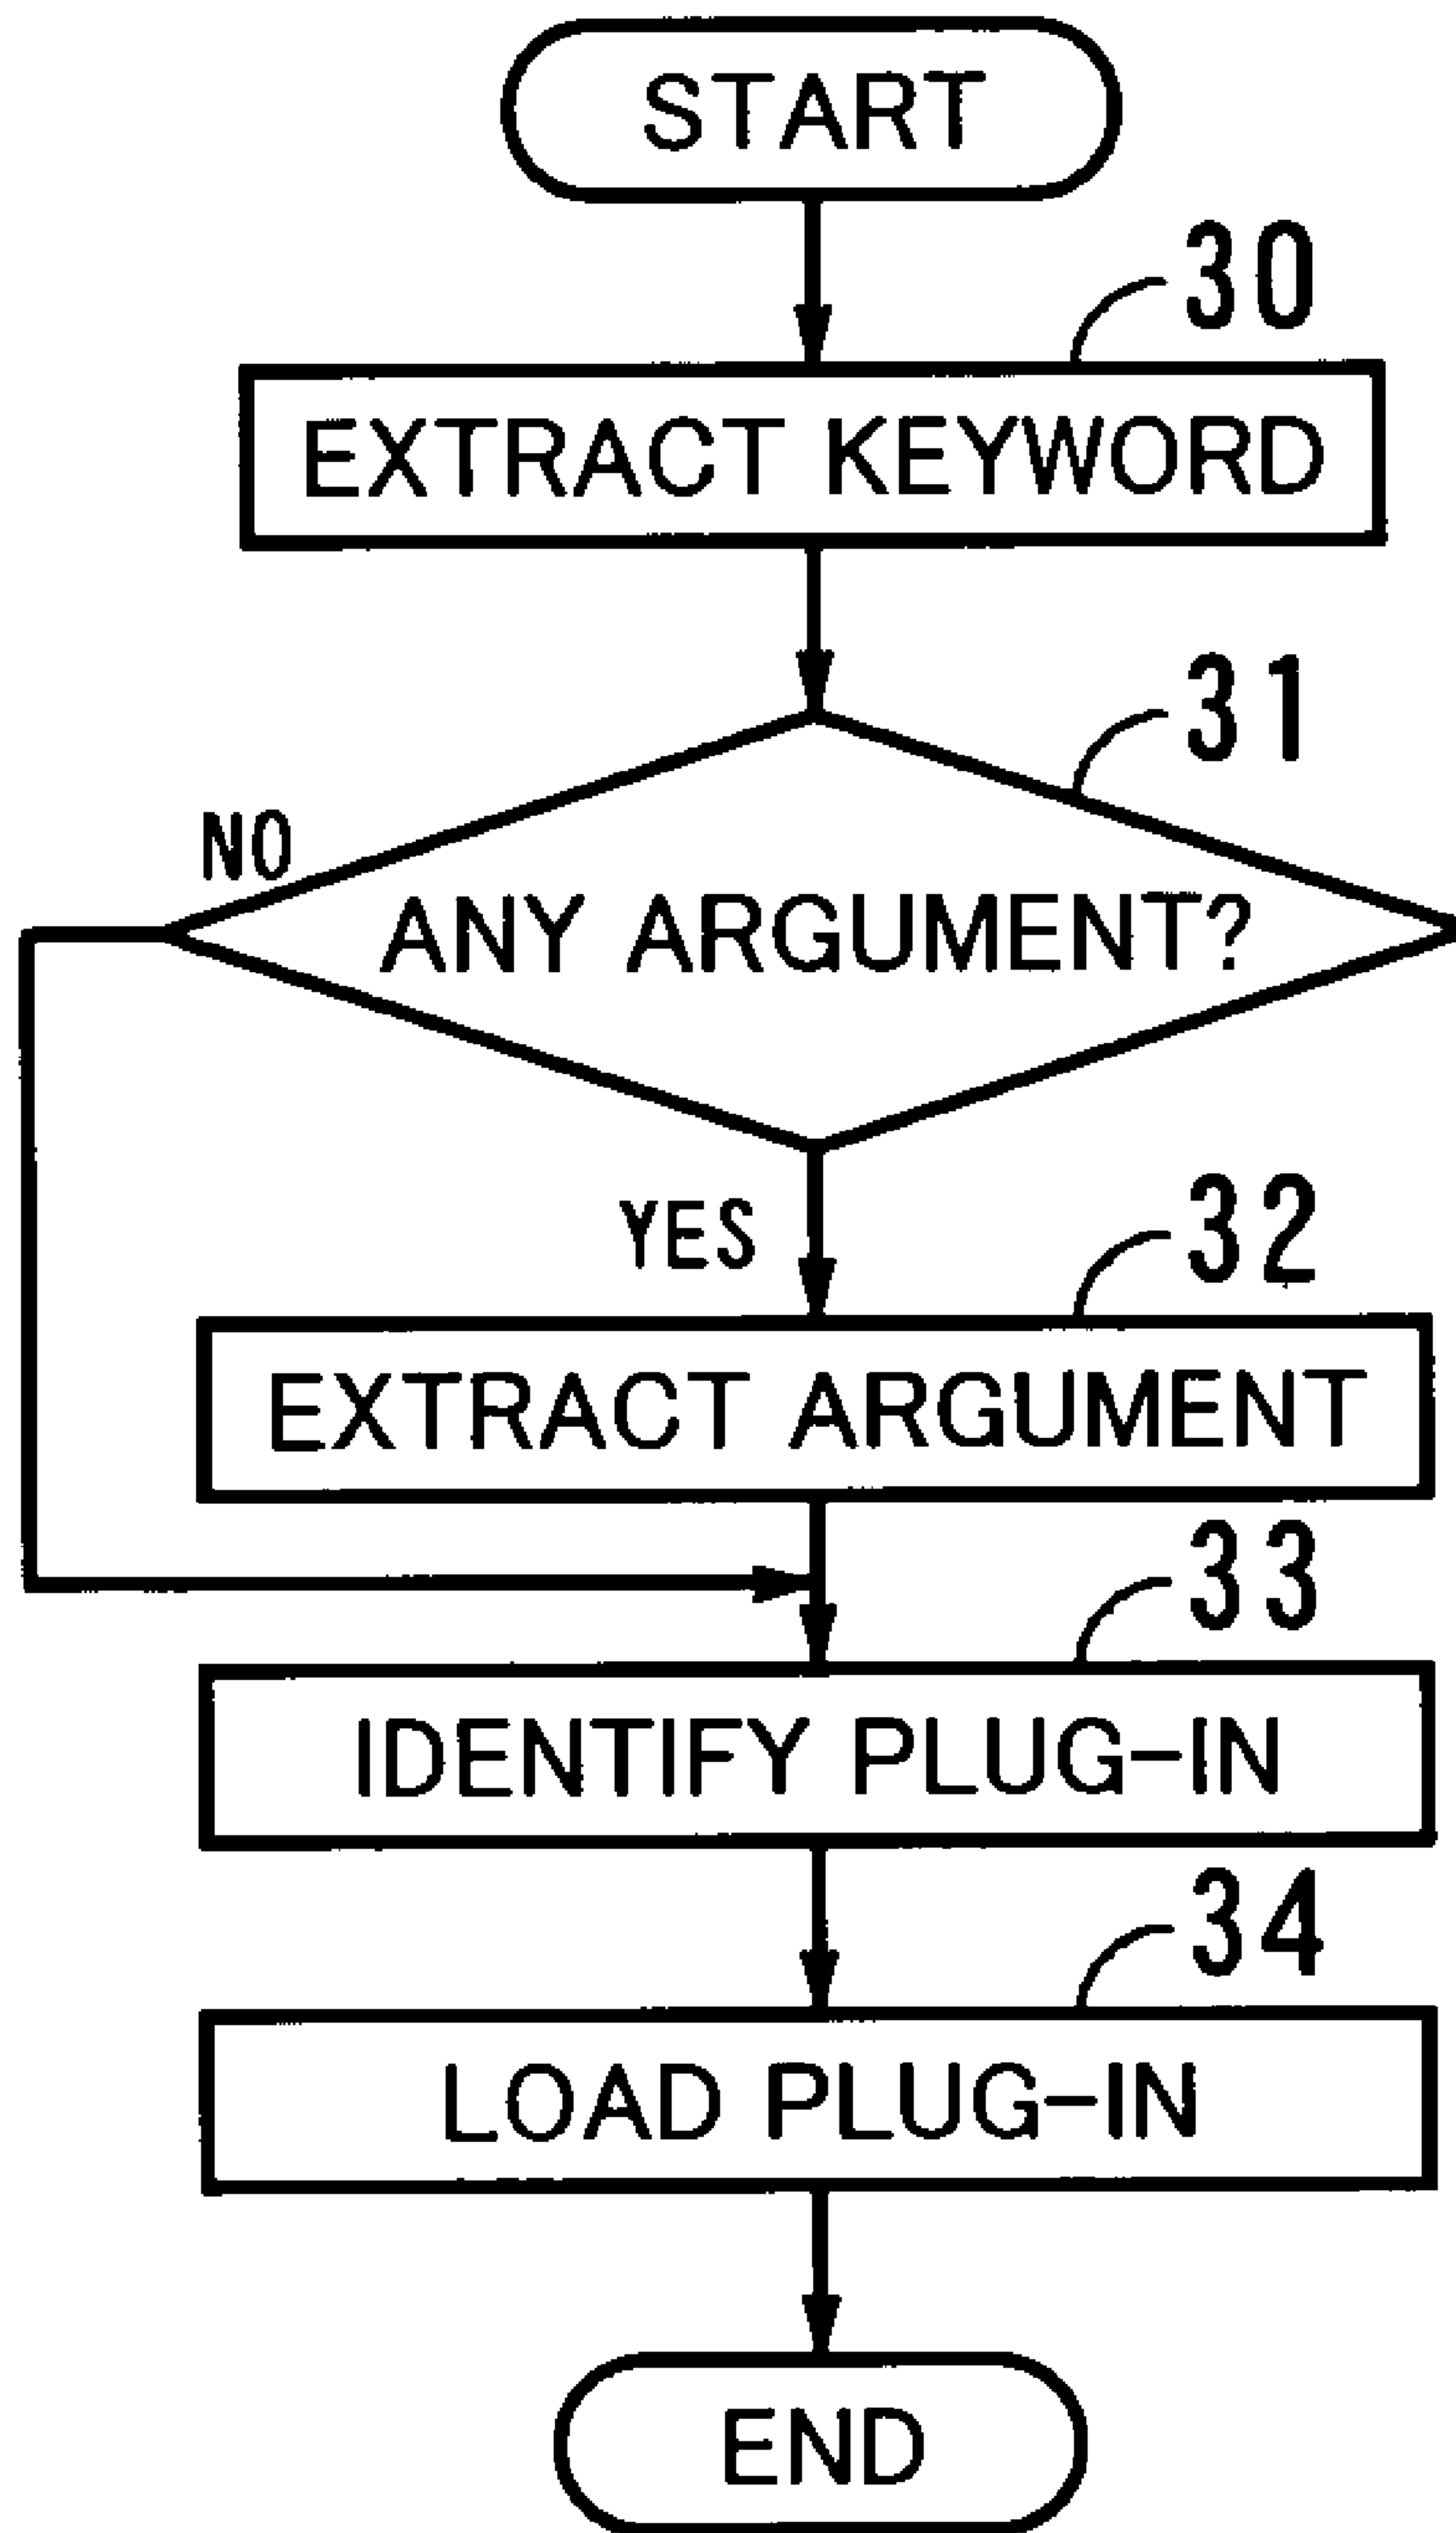 START
30
EXTRACT KEYWORD
31
NO
ANY ARGUMENT?
YES
32
EXTRACT ARGUMENT
33
IDENTIFY PLUG-IN
34
LOAD PLUG-IN
END